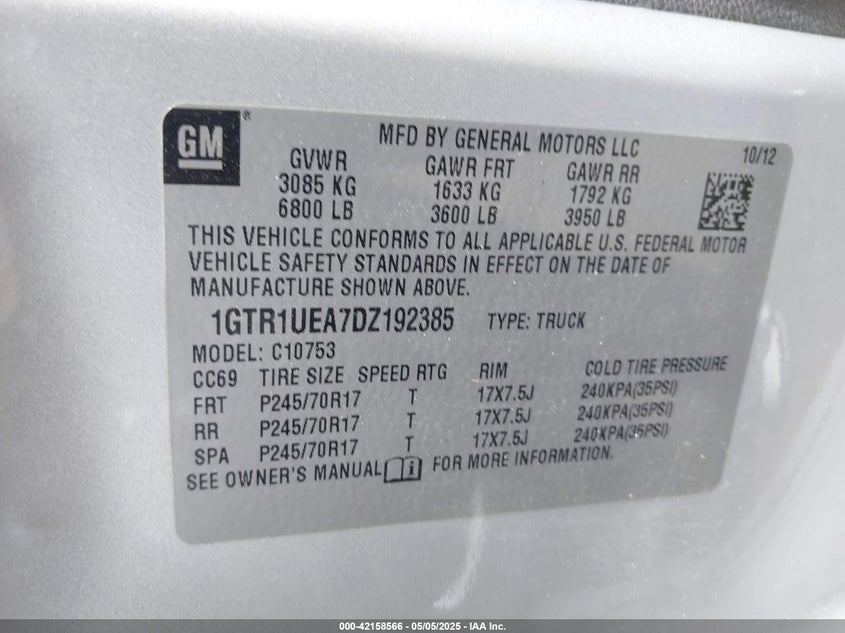 GM ®
MFD BY GENERAL MOTORS LLC
10/12
GVWR GAWR FRT GAWR RR
3085 KG 1633 KG 1792 KG
6800 LB 3600 LB 3950 LB
THIS VEHICLE CONFORMS TO ALL APPLICABLE U.S. FEDERAL MOTOR
VEHICLE SAFETY STANDARDS IN EFFECT ON THE DATE OF
MANUFACTURE SHOWN ABOVE.
1GTR1UEA7DZ192385 TYPE: TRUCK
MODEL: C10753
CC69 TIRE SIZE SPEED RTG RIM COLD TIRE PRESSURE
FRT P245/70R17 T 17X7.5J 240KPA(35PSI)
RR P245/70R17 T 17X7.5J 240KPA(35PSI)
SPA P245/70R17 T 17X7.5J 240KPA(35PSI)
SEE OWNER'S MANUAL i FOR MORE INFORMATION.
000-42158566 - 05/05/2025 - IAA Inc.